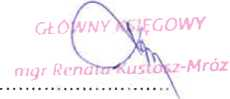 GŁÓWNY KSIĘGOWY
mgr Renata Kustosz-Mróz